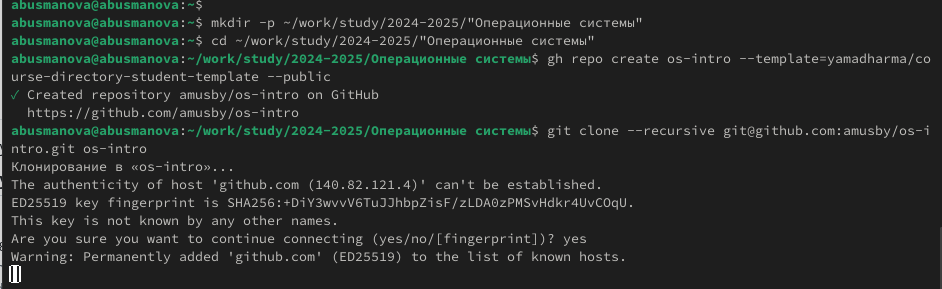 abusmanova@abusmanova:~$
abusmanova@abusmanova:~$ mkdir -p ~/work/study/2024-2025/"Операционные системы"
abusmanova@abusmanova:~$ cd ~/work/study/2024-2025/"Операционные системы"
abusmanova@abusmanova:~/work/study/2024-2025/Операционные системы$ gh repo create os-intro --template=yamadharma/co
urse-directory-student-template --public
✓ Created repository amusby/os-intro on GitHub
  https://github.com/amusby/os-intro
abusmanova@abusmanova:~/work/study/2024-2025/Операционные системы$ git clone --recursive git@github.com:amusby/os-i
ntro.git os-intro
Клонирование в «os-intro»...
The authenticity of host 'github.com (140.82.121.4)' can't be established.
ED25519 key fingerprint is SHA256:+DiY3wvvV6TuJJhbpZisF/zLDA0zPMSvHdkr4UvCOqU.
This key is not known by any other names.
Are you sure you want to continue connecting (yes/no/[fingerprint])? yes
Warning: Permanently added 'github.com' (ED25519) to the list of known hosts.